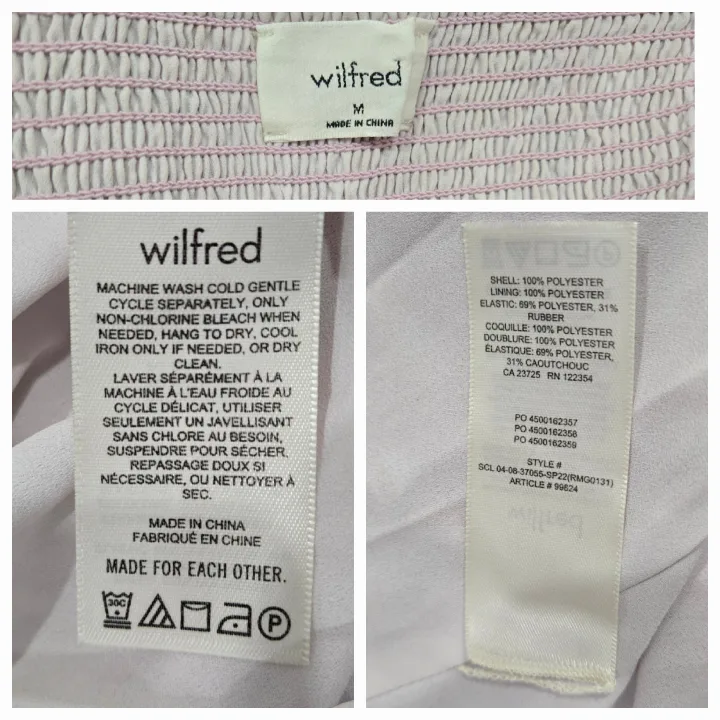 wilfred
M
MADE IN CHINA
wilfred
MACHINE WASH COLD GENTLE
CYCLE SEPARATELY, ONLY
NON-CHLORINE BLEACH WHEN
NEEDED, HANG TO DRY, COOL
IRON ONLY IF NEEDED, OR DRY
CLEAN.
LAVER SÉPARÉMENT À LA
MACHINE À L'EAU FROIDE AU
CYCLE DÉLICAT, UTILISER
SEULEMENT UN JAVELLISANT
SANS CHLORE AU BESOIN,
SUSPENDRE POUR SÉCHER.
REPASSAGE DOUX SI
NÉCESSAIRE, OU NETTOYER À
SEC.
MADE IN CHINA
FABRIQUÉ EN CHINE
MADE FOR EACH OTHER.
30C P
SHELL: 100% POLYESTER
LINING: 100% POLYESTER
ELASTIC: 69% POLYESTER, 31%
RUBBER
COQUILLE: 100% POLYESTER
DOUBLURE: 100% POLYESTER
ÉLASTIQUE: 69% POLYESTER,
31% CAOUTCHOUC
CA 23725 RN 122354
PO 4500162357
PO 4500162358
PO 4500162359
STYLE #
SCL 04-08-37055-SP22(RMG0131)
ARTICLE # 99624